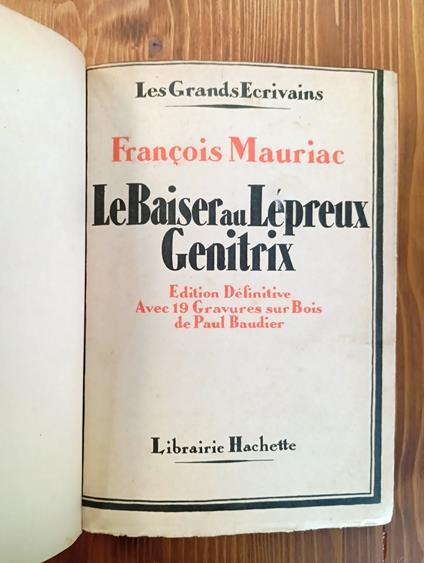 Les Grands Ecrivains
François Mauriac
Le Baiser au Lépreux
Genitrix
Edition Définitive
Avec 19 Gravures sur Bois
de Paul Baudier
Librairie Hachette